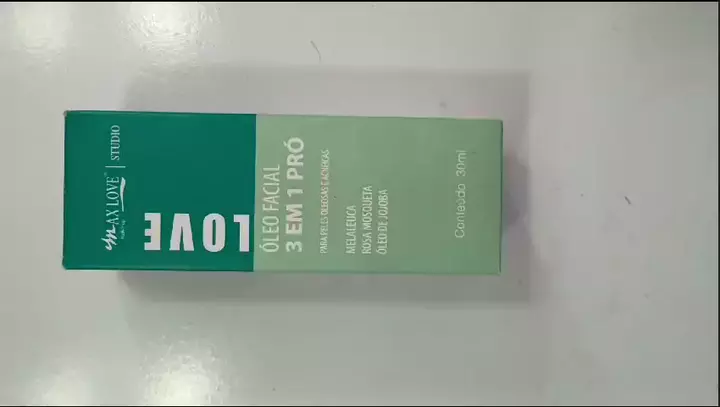 MAX LOVE | STUDIO
LOVE
ÓLEO FACIAL
3 EM 1 PRÓ
PARA PELES OLEOSAS E ACNEICAS
MELALEUCA
ROSA MOSQUETA
ÓLEO DE JOJOBA
Conteúdo 30ml